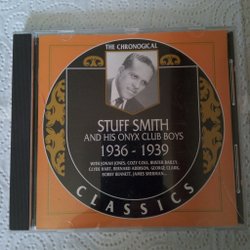 THE CHRONOGICAL
STUFF SMITH
AND HIS ONYX CLUB BOYS
1936 - 1939
WITH JONAH JONES, COZY COLE, BUSTER BAILEY,
CLYDE HART, BERNARD ADDISON, GEORGE CLARK,
BOBBY BENNETT, JAMES SHERMAN...
CLASSICS